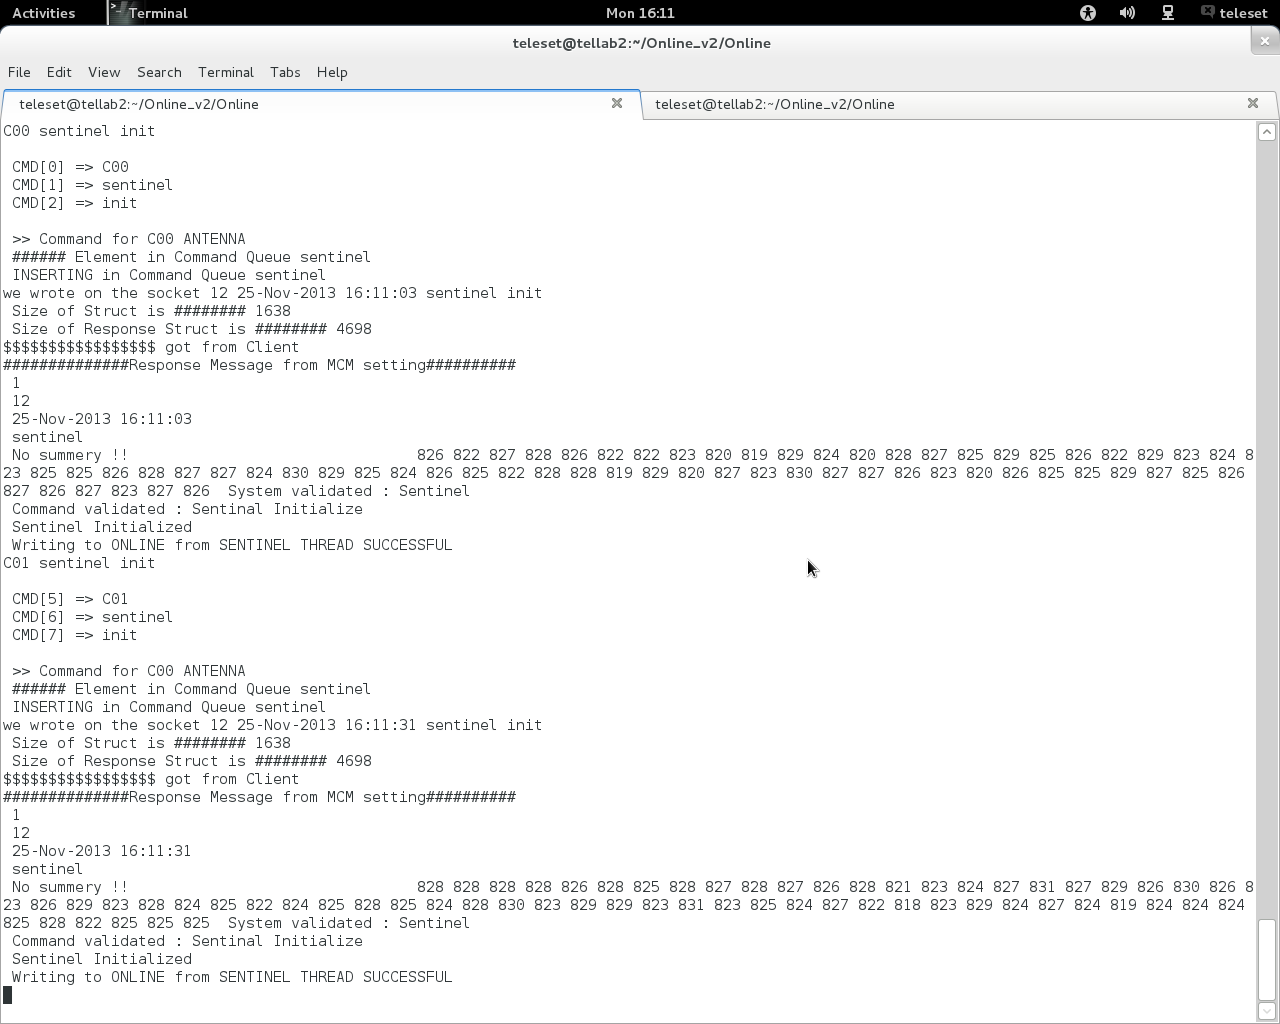 Activities Terminal Mon 16:11 teleset
teleset@tellab2:~/Online_v2/Online
File Edit View Search Terminal Tabs Help
teleset@tellab2:~/Online_v2/Online teleset@tellab2:~/Online_v2/Online
C00 sentinel init
CMD[0] => C00
CMD[1] => sentinel
CMD[2] => init
>> Command for C00 ANTENNA
###### Element in Command Queue sentinel
INSERTING in Command Queue sentinel
we wrote on the socket 12 25-Nov-2013 16:11:03 sentinel init
Size of Struct is ######## 1638
Size of Response Struct is ######## 4698
$$$$$$$$$$$$$$$$$ got from Client
##############Response Message from MCM setting##########
1
12
25-Nov-2013 16:11:03
sentinel
No summery !! 826 822 827 828 826 822 822 823 820 819 829 824 820 828 827 825 829 825 826 822 829 823 824 8
23 825 825 826 828 827 827 824 830 829 825 824 826 825 822 828 828 819 829 820 827 823 830 827 827 826 823 820 826 825 825 829 827 825 826
827 826 827 823 827 826 System validated : Sentinel
Command validated : Sentinal Initialize
Sentinel Initialized
Writing to ONLINE from SENTINEL THREAD SUCCESSFUL
C01 sentinel init
CMD[5] => C01
CMD[6] => sentinel
CMD[7] => init
>> Command for C00 ANTENNA
###### Element in Command Queue sentinel
INSERTING in Command Queue sentinel
we wrote on the socket 12 25-Nov-2013 16:11:31 sentinel init
Size of Struct is ######## 1638
Size of Response Struct is ######## 4698
$$$$$$$$$$$$$$$$$ got from Client
##############Response Message from MCM setting##########
1
12
25-Nov-2013 16:11:31
sentinel
No summery !! 828 828 828 828 826 828 825 828 827 828 827 826 828 821 823 824 827 831 827 829 826 830 826 8
23 826 829 823 828 824 825 822 824 825 828 825 824 828 830 823 829 829 823 831 823 825 824 827 822 818 823 829 824 827 824 819 824 824 824
825 828 822 825 825 825 System validated : Sentinel
Command validated : Sentinal Initialize
Sentinel Initialized
Writing to ONLINE from SENTINEL THREAD SUCCESSFUL